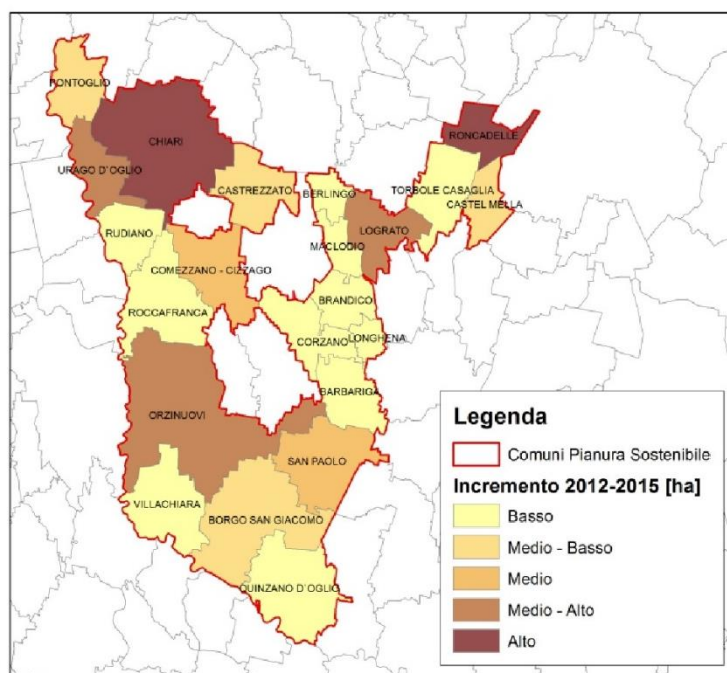 PONTOGLIO
CHIARI
RONCADELLE
URAGO D'OGLIO
CASTREZZATO
BERLINGO
TORBOLE CASAGLIA
CASTEL MELLA
RUDIANO
LOGRATO
MACLODIO
COMEZZANO - CIZZAGO
BRANDICO
ROCCAFRANCA
CORZANO
LONGHENA
BARBARIGA
ORZINUOVI
SAN PAOLO
VILLACHIARA
BORGO SAN GIACOMO
QUINZANO D'OGLIO
Legenda
Comuni Pianura Sostenibile
Incremento 2012-2015 [ha]
Basso
Medio - Basso
Medio
Medio - Alto
Alto